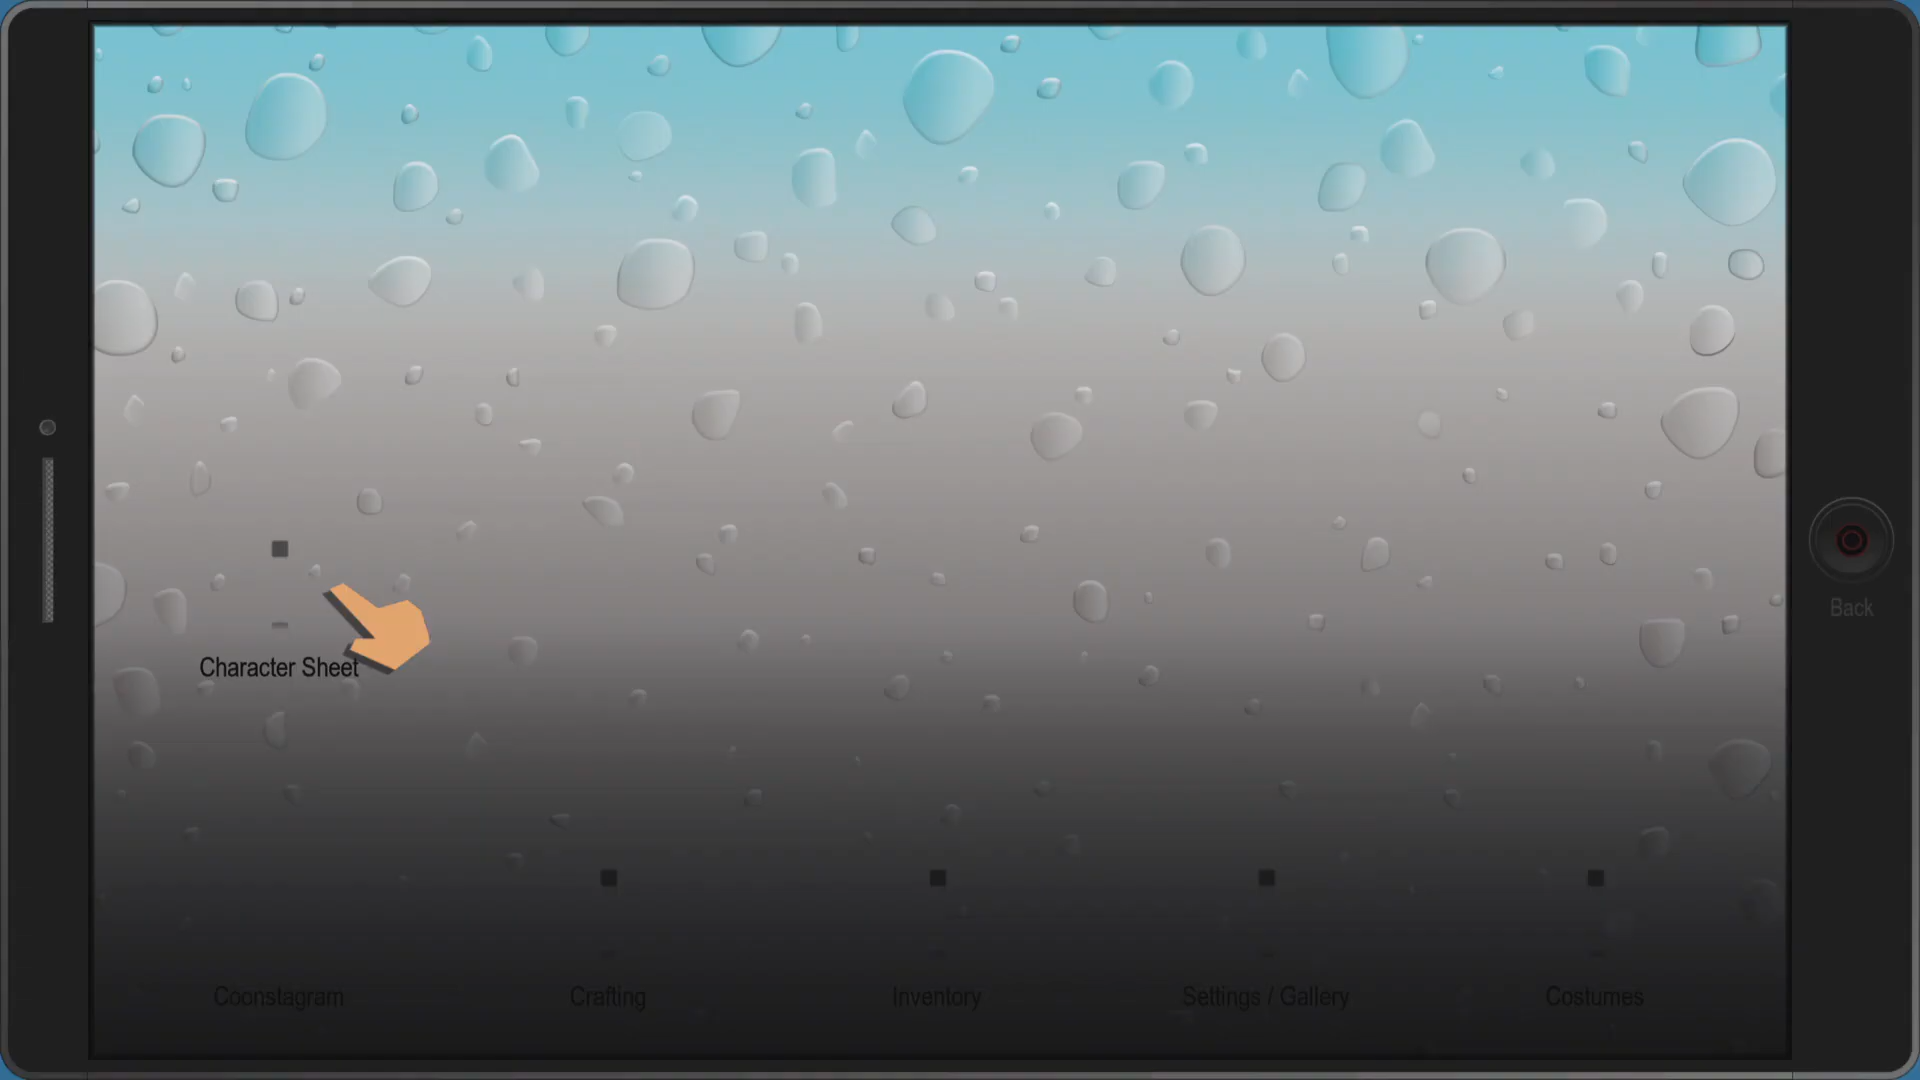 Back
Character Sheet
Coonstagram
Crafting
Inventory
Settings / Gallery
Costumes